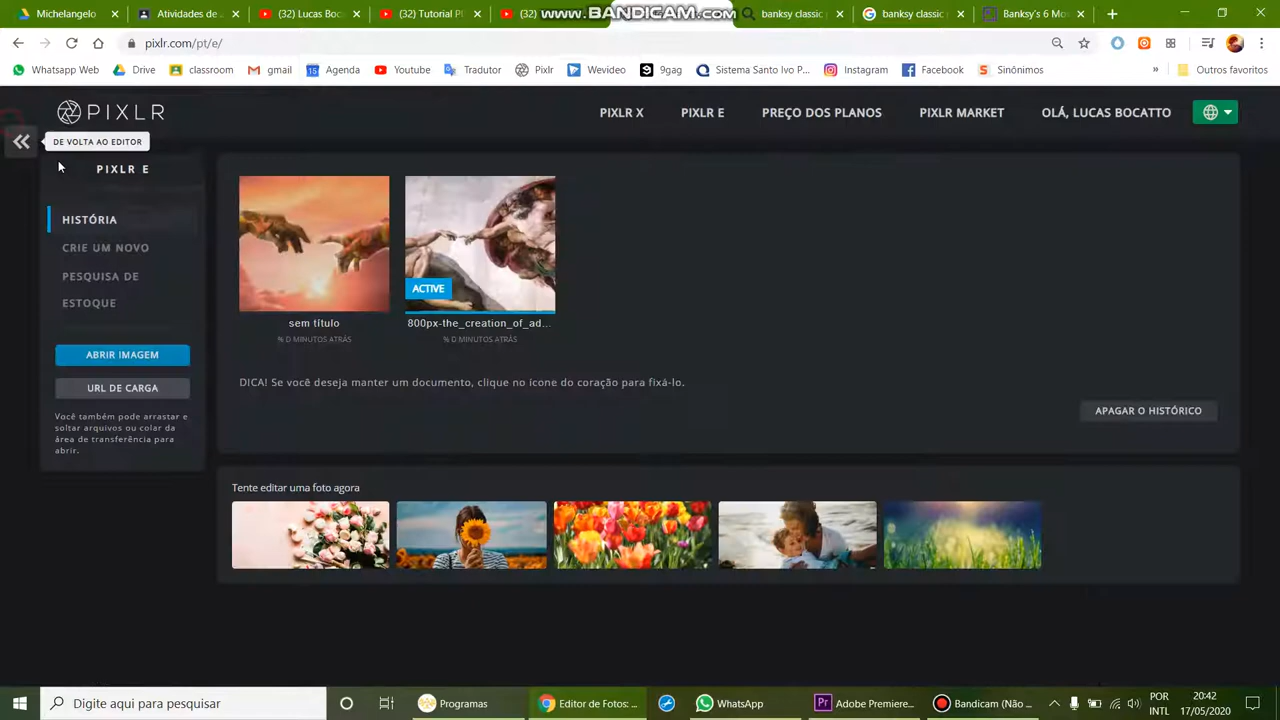 Michelangelo
Atividades de
(32) Lucas Bo
(32) Tutorial P
(32)
www.BANDICAM.com
banksy classic
banksy classic
Banksy's 6 Mo
pixlr.com/pt/e/
Whatsapp Web
Drive
classroom
gmail
Agenda
Youtube
Tradutor
Pixlr
Wevideo
9gag
Sistema Santo Ivo P...
Instagram
Facebook
Sinônimos
»
Outros favoritos
PIXLR
PIXLR X
PIXLR E
PREÇO DOS PLANOS
PIXLR MARKET
OLÁ, LUCAS BOCATTO
DE VOLTA AO EDITOR
PIXLR E
HISTÓRIA
CRIE UM NOVO
PESQUISA DE
ESTOQUE
ABRIR IMAGEM
URL DE CARGA
Você também pode arrastar e
soltar arquivos ou colar da
área de transferência para
abrir.
ACTIVE
sem título
% D MINUTOS ATRÁS
800px-the_creation_of_ad...
% D MINUTOS ATRÁS
DICA! Se você deseja manter um documento, clique no ícone do coração para fixá-lo.
APAGAR O HISTÓRICO
Tente editar uma foto agora
Digite aqui para pesquisar
Programas
Editor de Fotos: ...
WhatsApp
Adobe Premiere...
Bandicam (Não ...
POR
INTL
20:42
17/05/2020